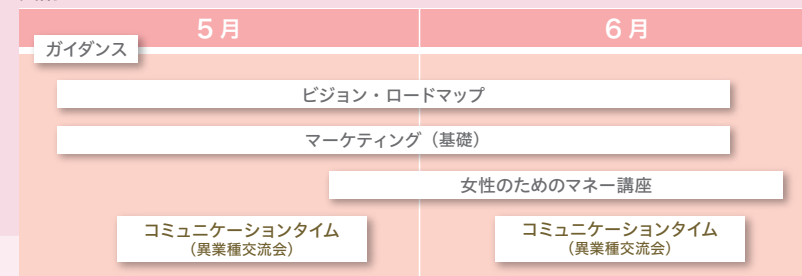 5月
6月
ガイダンス
ビジョン・ロードマップ
マーケティング（基礎）
女性のためのマネー講座
コミュニケーションタイム
（異業種交流会）
コミュニケーションタイム
（異業種交流会）